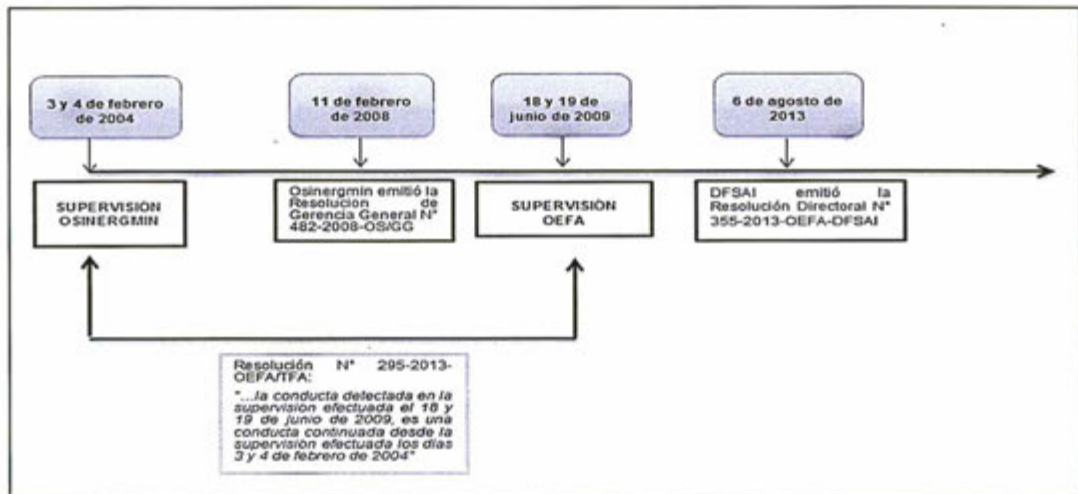 3 y 4 de febrero
de 2004
11 de febrero
de 2008
18 y 19 de
junio de 2009
6 de agosto de
2013
SUPERVISIÓN
OSINERGMIN
Osinergmin emitió la
Resolucion de
Gerencia General N°
482-2008-OS/GG
SUPERVISIÓN
OEFA
DFSAI emitió la
Resolución Directoral N°
355-2013-OEFA-DFSAI
Resolución N° 295-2013-
OEFA/TFA:
"...la conducta detectada en la
supervisión efectuada el 18 y
19 de junio de 2009, es una
conducta continuada desde la
supervisión efectuada los días
3 y 4 de febrero de 2004"